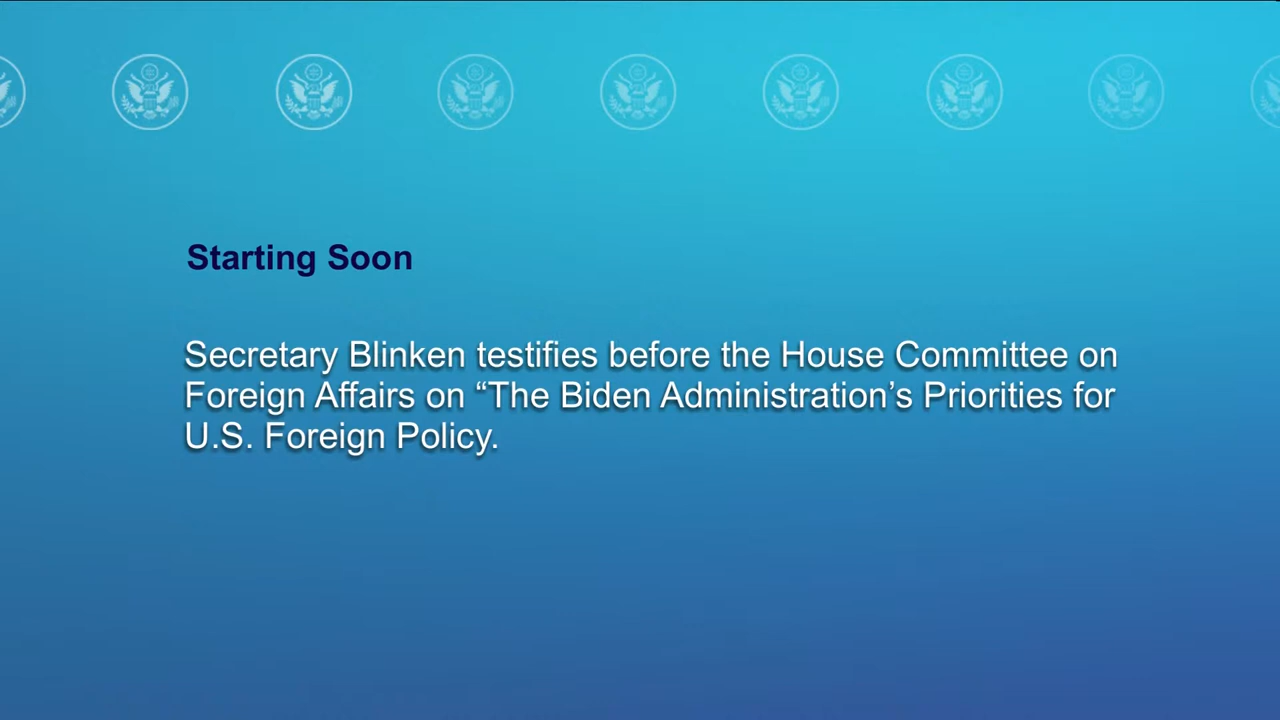 Starting Soon
Secretary Blinken testifies before the House Committee on
Foreign Affairs on “The Biden Administration’s Priorities for
U.S. Foreign Policy.